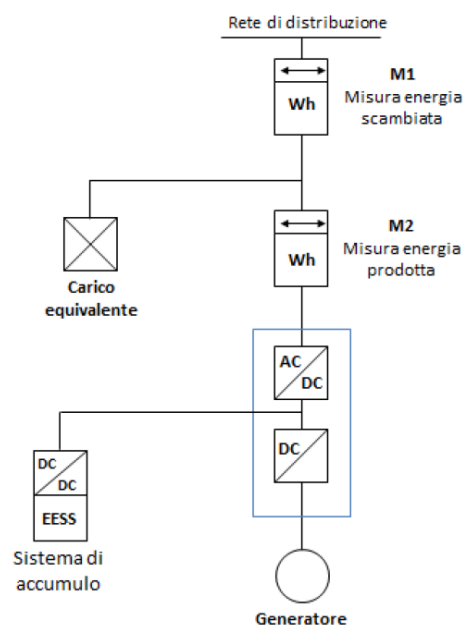 Rete di distribuzione
Wh
M1
Misura energia
scambiata
Wh
M2
Misura energia
prodotta
Carico
equivalente
AC
DC
DC
DC
DC
EESS
Sistema di
accumulo
Generatore